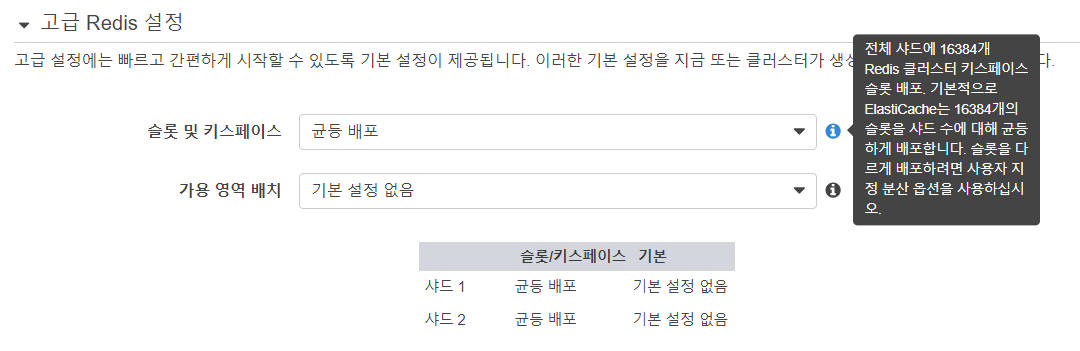 고급 Redis 설정
고급 설정에는 빠르고 간편하게 시작할 수 있도록 기본 설정이 제공됩니다. 이러한 기본 설정을 지금 또는 클러스터가 생성 다.
슬롯 및 키스페이스 균등 배포
가용 영역 배치 기본 설정 없음
전체 샤드에 16384개
Redis 클러스터 키스페이스
슬롯 배포. 기본적으로
ElastiCache는 16384개의
슬롯을 샤드 수에 대해 균등
하게 배포합니다. 슬롯을 다
르게 배포하려면 사용자 지
정 분산 옵션을 사용하십시
오.
슬롯/키스페이스 기본
샤드 1 균등 배포 기본 설정 없음
샤드 2 균등 배포 기본 설정 없음